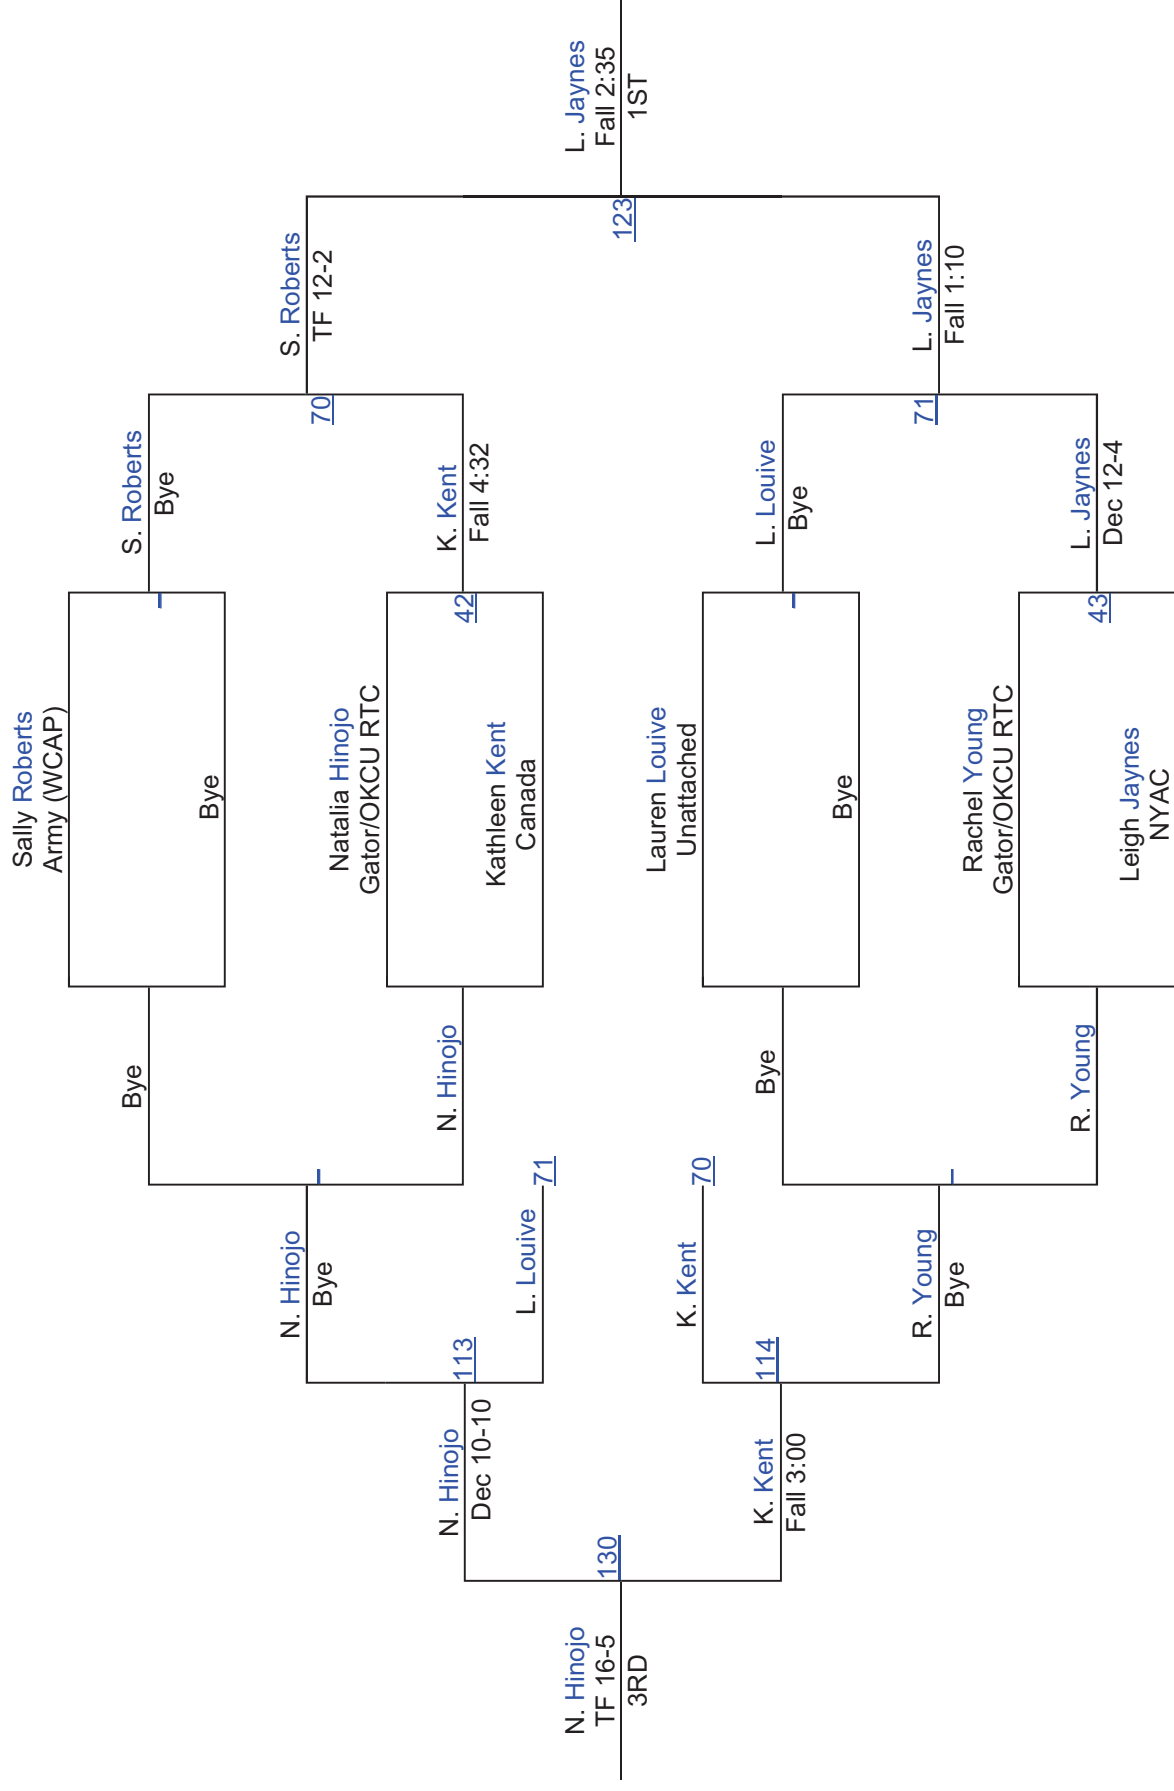 Sally Roberts
Army (WCAP)
Bye
Natalia Hinojo
Gator/OKCU RTC
Kathleen Kent
Canada
Lauren Louive
Unattached
Bye
Rachel Young
Gator/OKCU RTC
Leigh Jaynes
NYAC
S. Roberts
Bye
42
K. Kent
Fall 4:32
L. Louive
Bye
43
L. Jaynes
Dec 12-4
70
S. Roberts
TF 12-2
71
L. Jaynes
Fall 1:10
123
L. Jaynes
Fall 2:35
1ST
Bye
N. Hinojo
Bye
R. Young
N. Hinojo
Bye
L. Louive
71
K. Kent
70
R. Young
Bye
113
N. Hinojo
Dec 10-10
114
K. Kent
Fall 3:00
130
N. Hinojo
TF 16-5
3RD